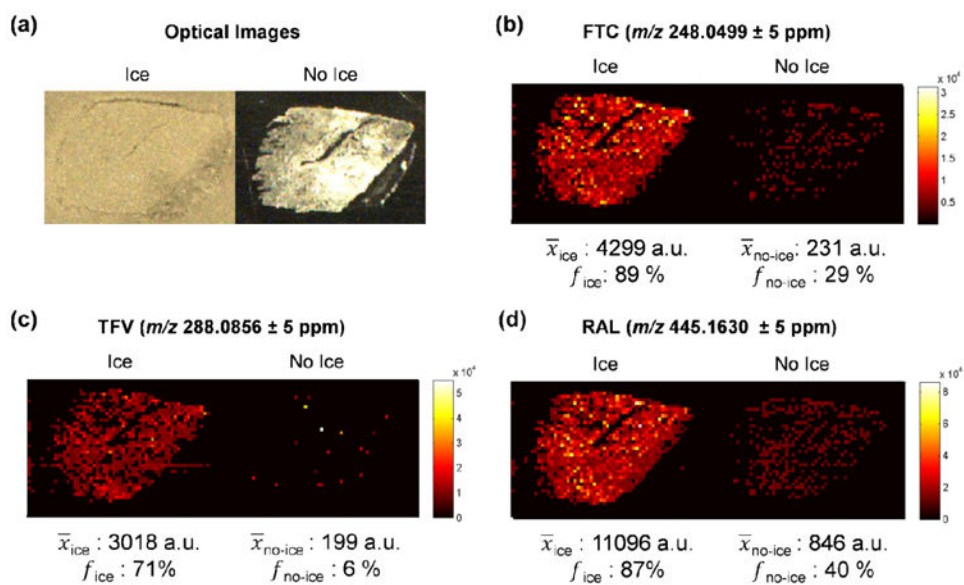 (a)
Optical Images
Ice No Ice
(b)
FTC (m/z 248.0499 ± 5 ppm)
Ice No Ice
x 10⁴
3
2.5
2
1.5
1
0.5
x̅ice : 4299 a.u. x̅no-ice: 231 a.u.
fice: 89 % fno-ice : 29 %
(c)
TFV (m/z 288.0856 ± 5 ppm)
Ice No Ice
x 10⁴
5
4
3
2
1
0
x̅ice : 3018 a.u. x̅no-ice : 199 a.u.
fice : 71% fno-ice : 6 %
(d)
RAL (m/z 445.1630 ± 5 ppm)
Ice No Ice
x 10⁴
8
6
4
2
0
x̅ice : 11096 a.u. x̅no-ice : 846 a.u.
fice : 87% fno-ice : 40 %